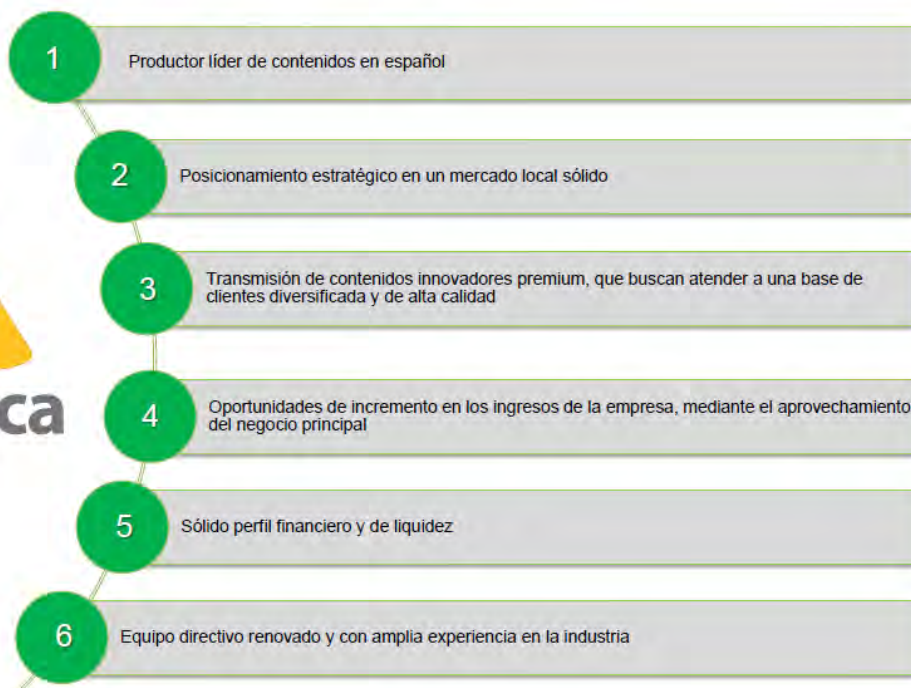 1
Productor líder de contenidos en español
2
Posicionamiento estratégico en un mercado local sólido
3
Transmisión de contenidos innovadores premium, que buscan atender a una base de
clientes diversificada y de alta calidad
ca
4
Oportunidades de incremento en los ingresos de la empresa, mediante el aprovechamiento
del negocio principal
5
Sólido perfil financiero y de liquidez
6
Equipo directivo renovado y con amplia experiencia en la industria